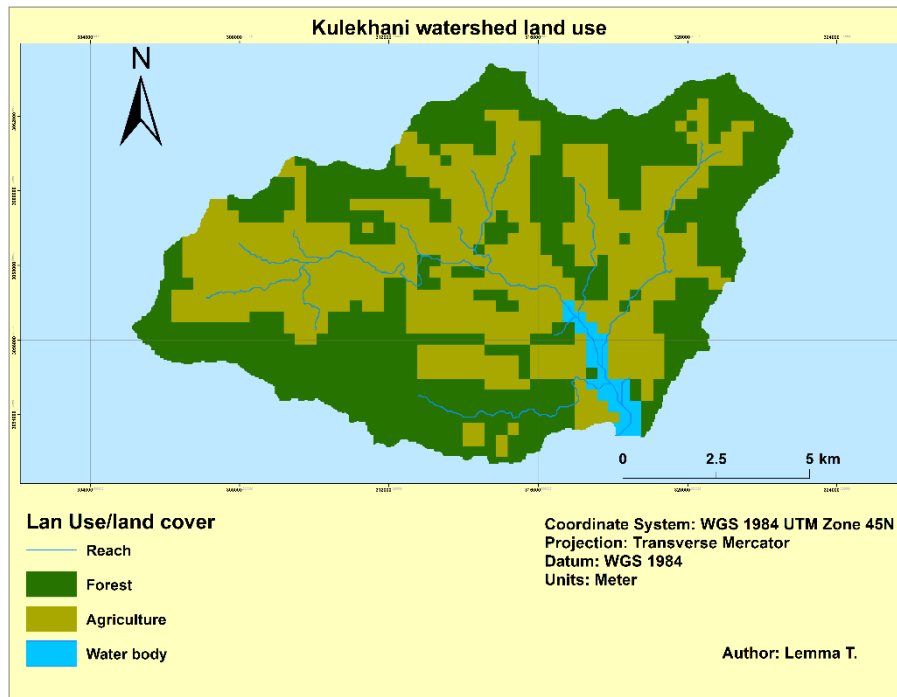 Kulekhani watershed land use
N
0 2.5 5 km
Lan Use/land cover
Reach
Forest
Agriculture
Water body
Coordinate System: WGS 1984 UTM Zone 45N
Projection: Transverse Mercator
Datum: WGS 1984
Units: Meter
Author: Lemma T.